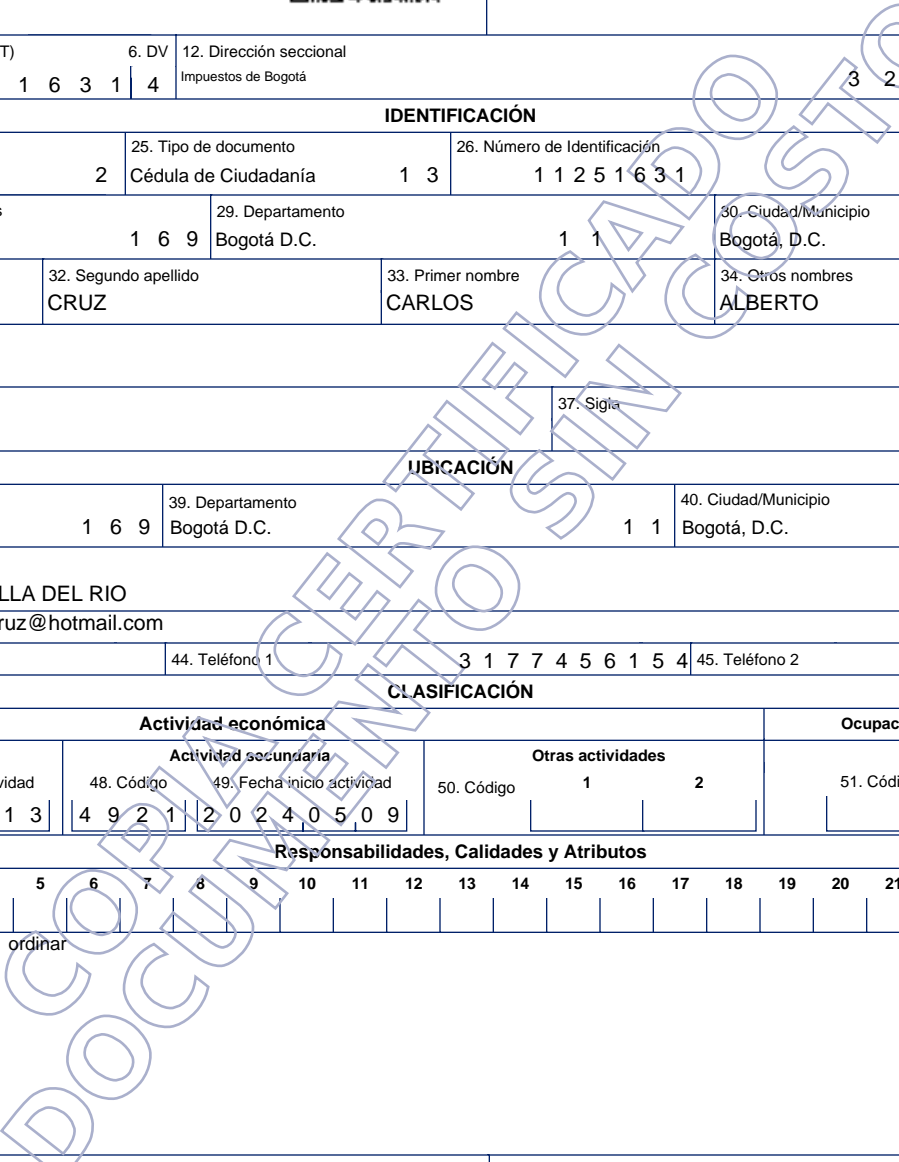 T) 6. DV 12. Dirección seccional
1 6 3 1 4 Impuestos de Bogotá 3 2
IDENTIFICACIÓN
25. Tipo de documento 26. Número de Identificación
2 Cédula de Ciudadanía 1 3 1 1 2 5 1 6 3 1
s 29. Departamento 30. Ciudad/Municipio
1 6 9 Bogotá D.C. 1 1 Bogotá, D.C.
32. Segundo apellido 33. Primer nombre 34. Otros nombres
CRUZ CARLOS ALBERTO
37. Sigla
UBICACIÓN
39. Departamento 40. Ciudad/Municipio
1 6 9 Bogotá D.C. 1 1 Bogotá, D.C.
LLA DEL RIO
ruz@hotmail.com
44. Teléfono 1 3 1 7 7 4 5 6 1 5 4 45. Teléfono 2
CLASIFICACIÓN
Actividad económica Ocupac
Actividad secundaria Otras actividades
vidad 48. Código 49. Fecha inicio actividad 50. Código 1 2 51. Códi
1 3 4 9 2 1 2 0 2 4 0 5 0 9
Responsabilidades, Calidades y Atributos
5 6 7 8 9 10 11 12 13 14 15 16 17 18 19 20 21
ordinar
COPIA CERTIFICADO
DOCUMENTO SIN COSTO